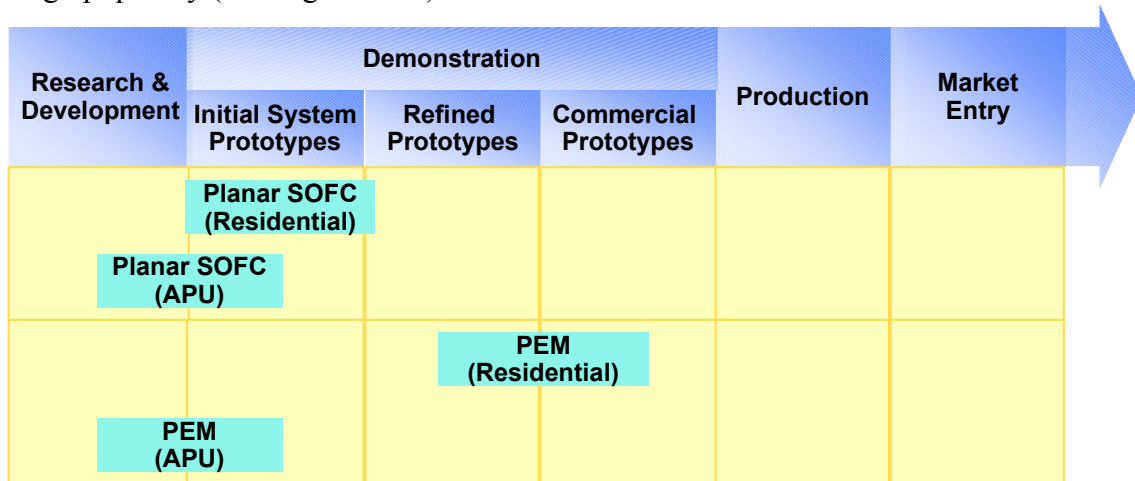 Demonstration
Research &
Development
Initial System
Prototypes
Refined
Prototypes
Commercial
Prototypes
Production
Market
Entry
Planar SOFC
(Residential)
Planar SOFC
(APU)
PEM
(Residential)
PEM
(APU)